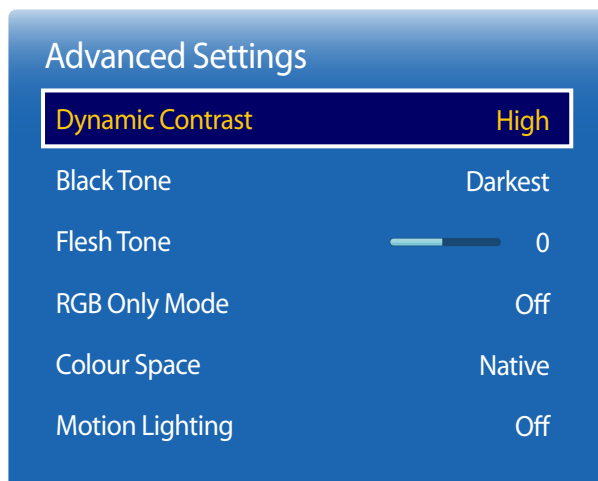 Advanced Settings
Dynamic Contrast High
Black Tone Darkest
Flesh Tone 0
RGB Only Mode Off
Colour Space Native
Motion Lighting Off